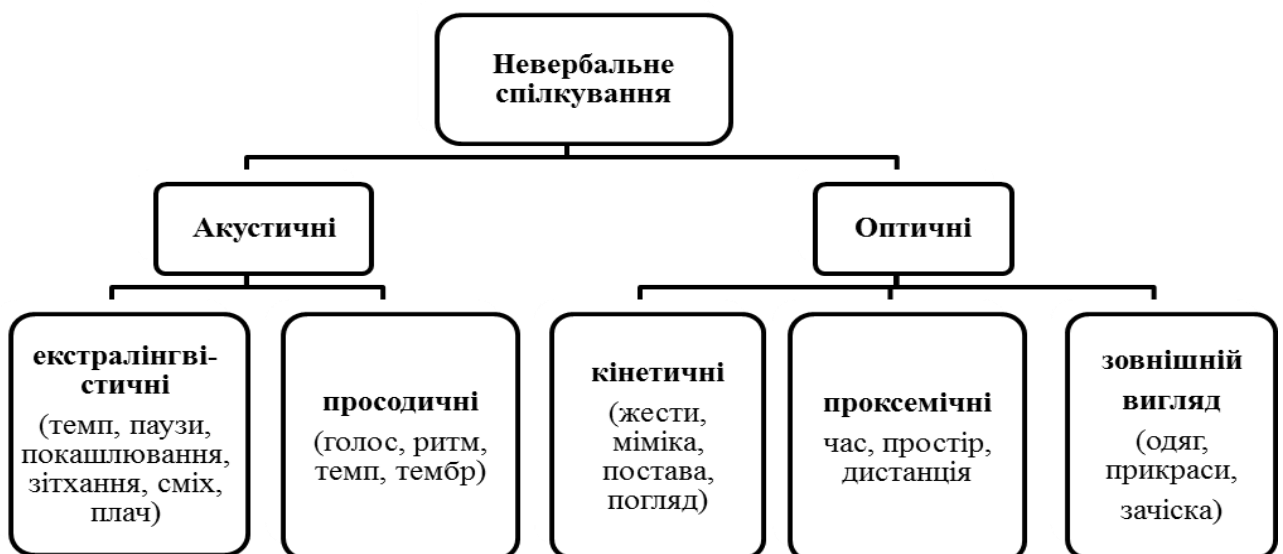 Невербальне
спілкування
Акустичні
Оптичні
екстралінгві-
стичні
(темп, паузи,
покашлювання,
зітхання, сміх,
плач)
просодичні
(голос, ритм,
темп, тембр)
кінетичні
(жести,
міміка,
постава,
погляд)
проксемічні
час, простір,
дистанція
зовнішній
вигляд
(одяг,
прикраси,
зачіска)